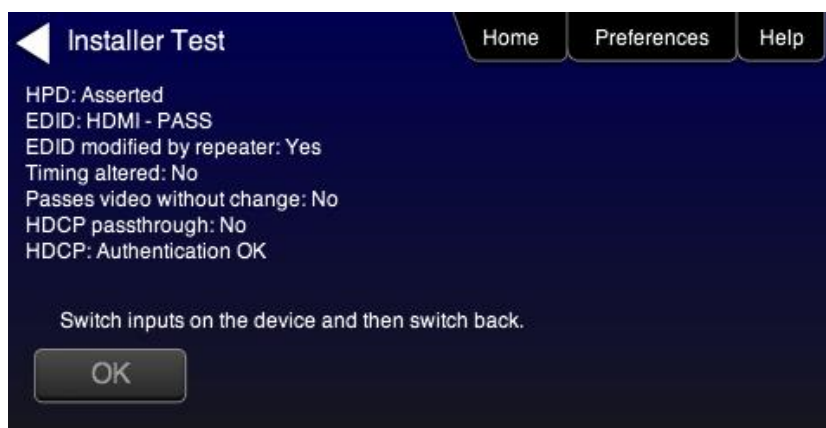 Installer Test
Home
Preferences
Help
HPD: Asserted
EDID: HDMI - PASS
EDID modified by repeater: Yes
Timing altered: No
Passes video without change: No
HDCP passthrough: No
HDCP: Authentication OK
Switch inputs on the device and then switch back.
OK